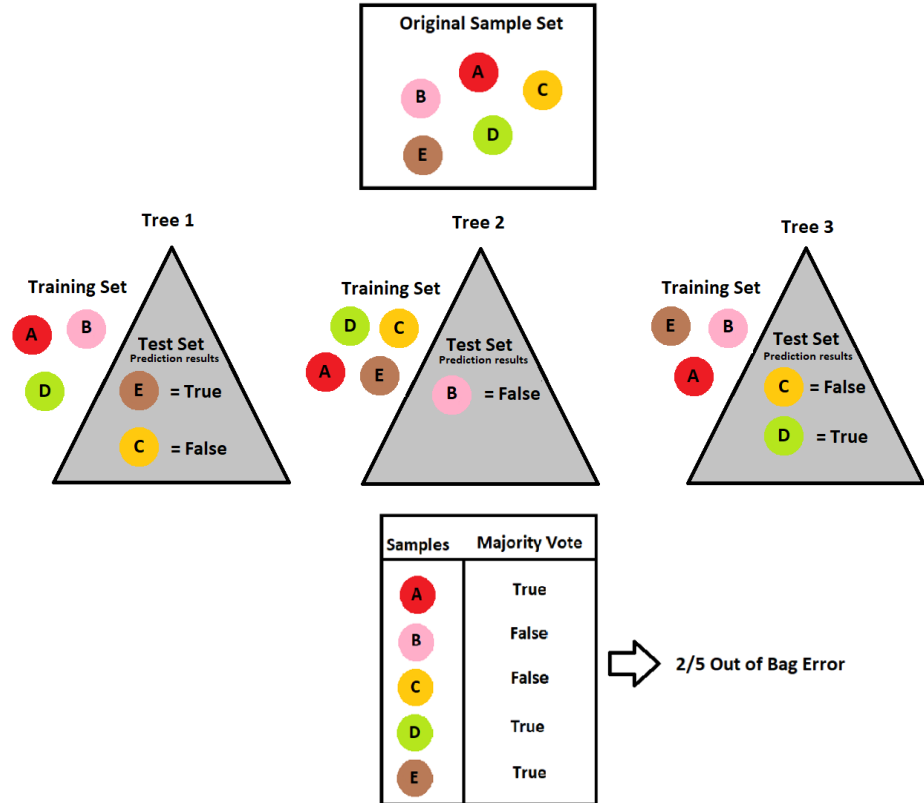 Original Sample Set
A
B
C
D
E
Tree 1
Training Set
A
B
D
Test Set
Prediction results
E = True
C = False
Tree 2
Training Set
D
C
A
E
Test Set
Prediction results
B = False
Tree 3
Training Set
E
B
A
Test Set
Prediction results
C = False
D = True
Samples Majority Vote
A True
B False
C False
D True
E True
2/5 Out of Bag Error